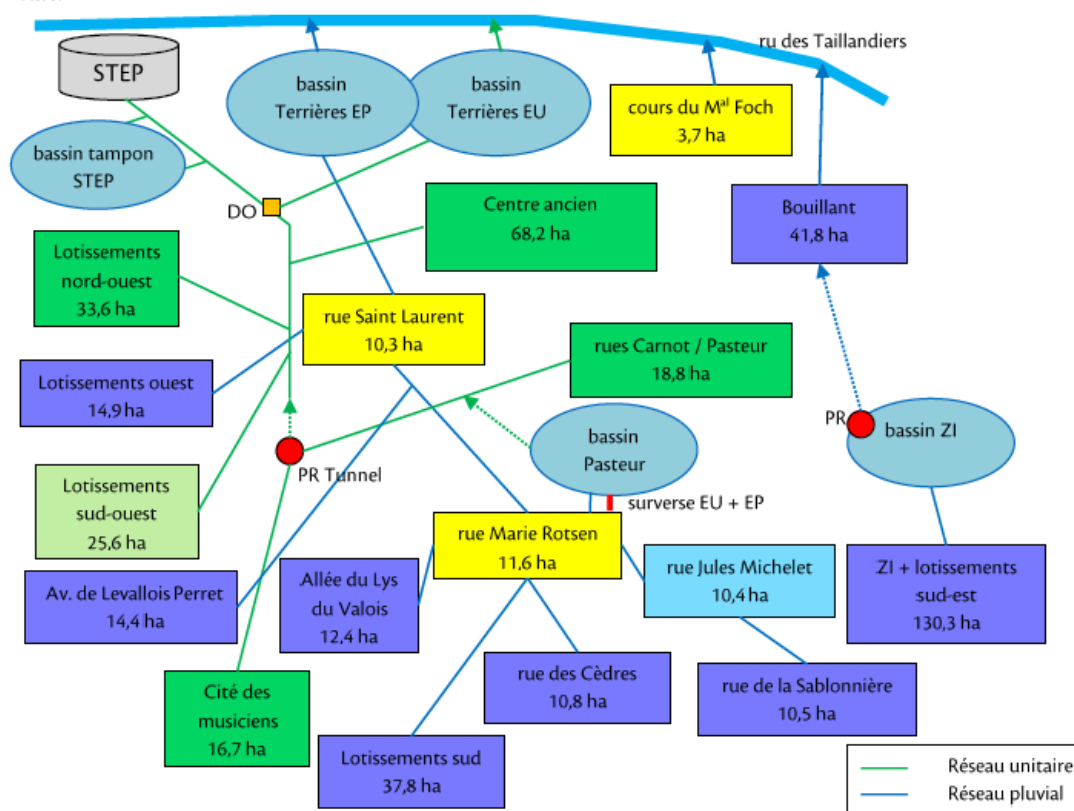 ru des Taillandiers
STEP
bassin
Terrières EP
bassin
Terrières EU
cours du Mal Foch
3,7 ha
bassin tampon
STEP
DO
Centre ancien
68,2 ha
Bouillant
41,8 ha
Lotissements
nord-ouest
33,6 ha
rue Saint Laurent
10,3 ha
rues Carnot / Pasteur
18,8 ha
Lotissements ouest
14,9 ha
PR
bassin ZI
bassin
Pasteur
PR Tunnel
Lotissements
sud-ouest
25,6 ha
surverse EU + EP
rue Marie Rotsen
11,6 ha
Av. de Levallois Perret
14,4 ha
Allée du Lys
du Valois
12,4 ha
rue Jules Michelet
10,4 ha
ZI + lotissements
sud-est
130,3 ha
Cité des
musiciens
16,7 ha
rue des Cèdres
10,8 ha
rue de la Sablonnière
10,5 ha
Lotissements sud
37,8 ha
Réseau unitaire
Réseau pluvial